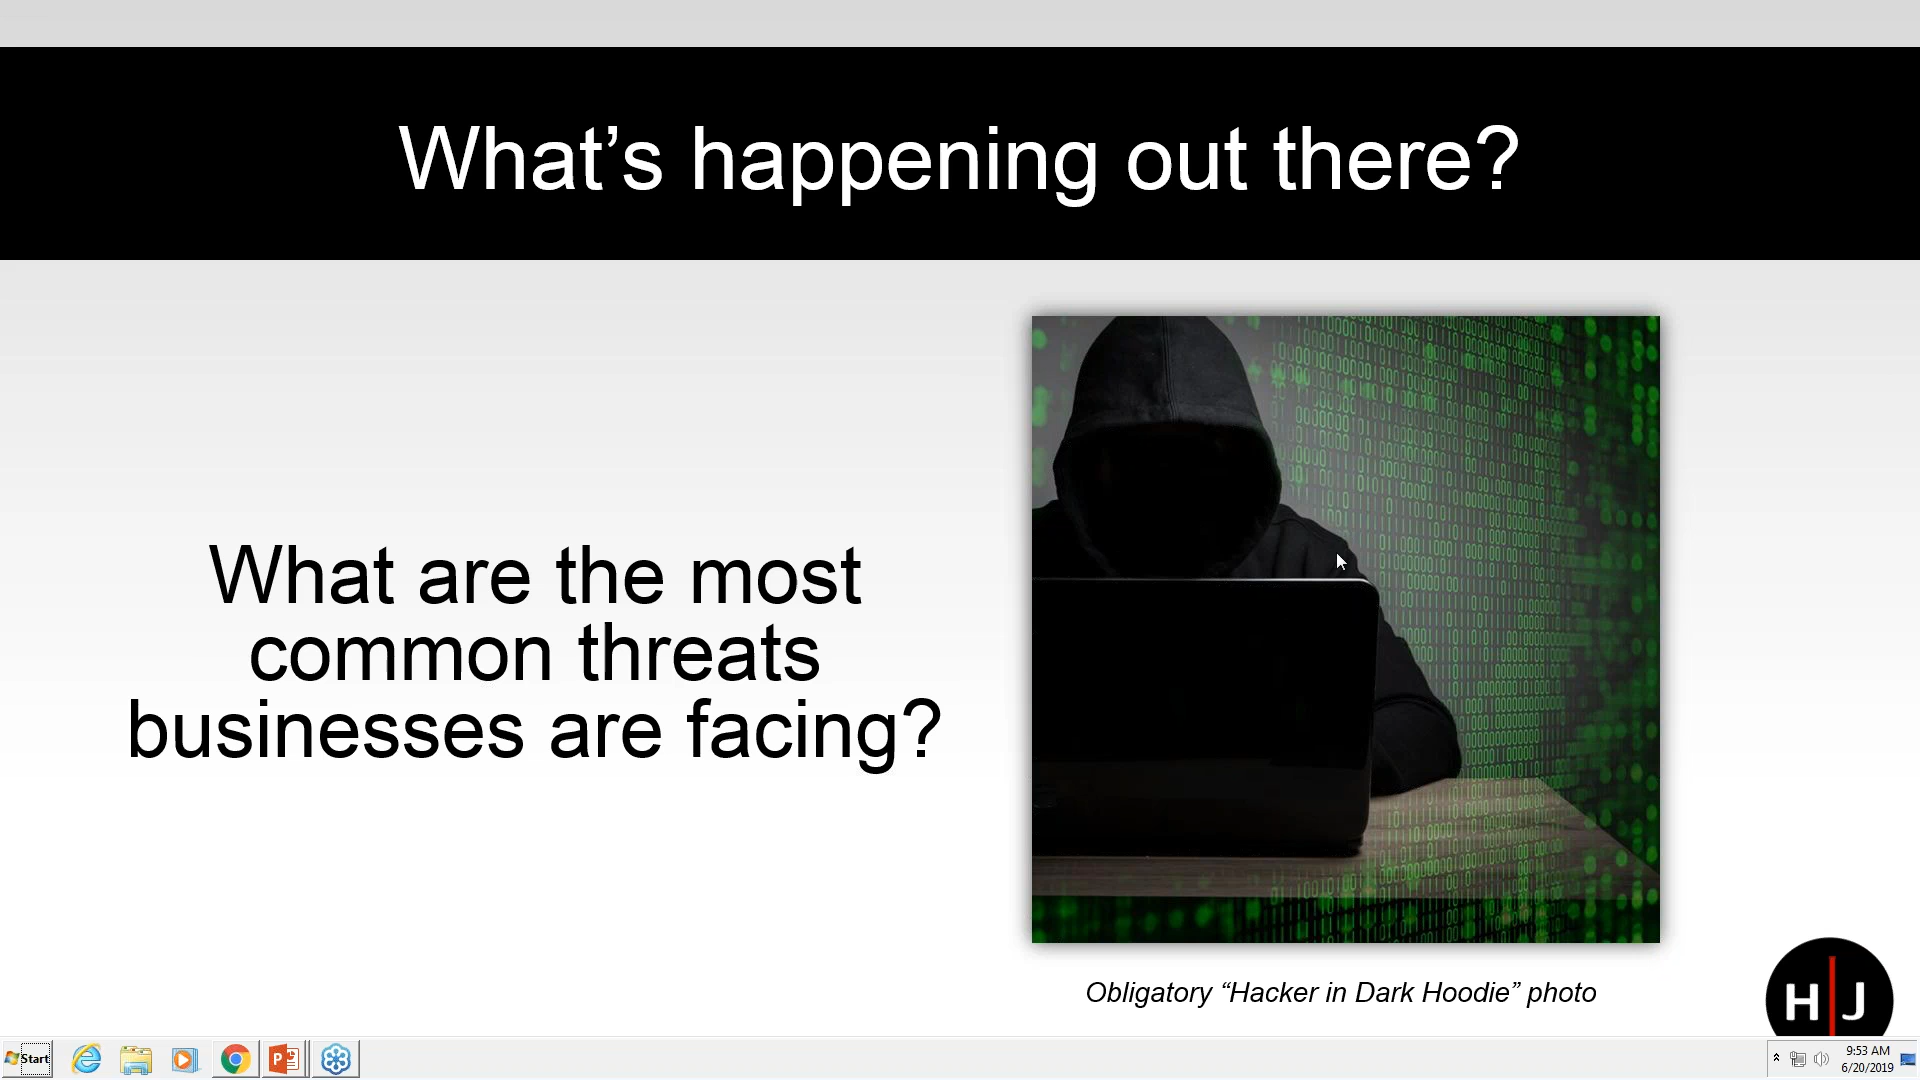 What’s happening out there?
What are the most
common threats
businesses are facing?
Obligatory “Hacker in Dark Hoodie” photo
H J
Start
9:53 AM
6/20/2019